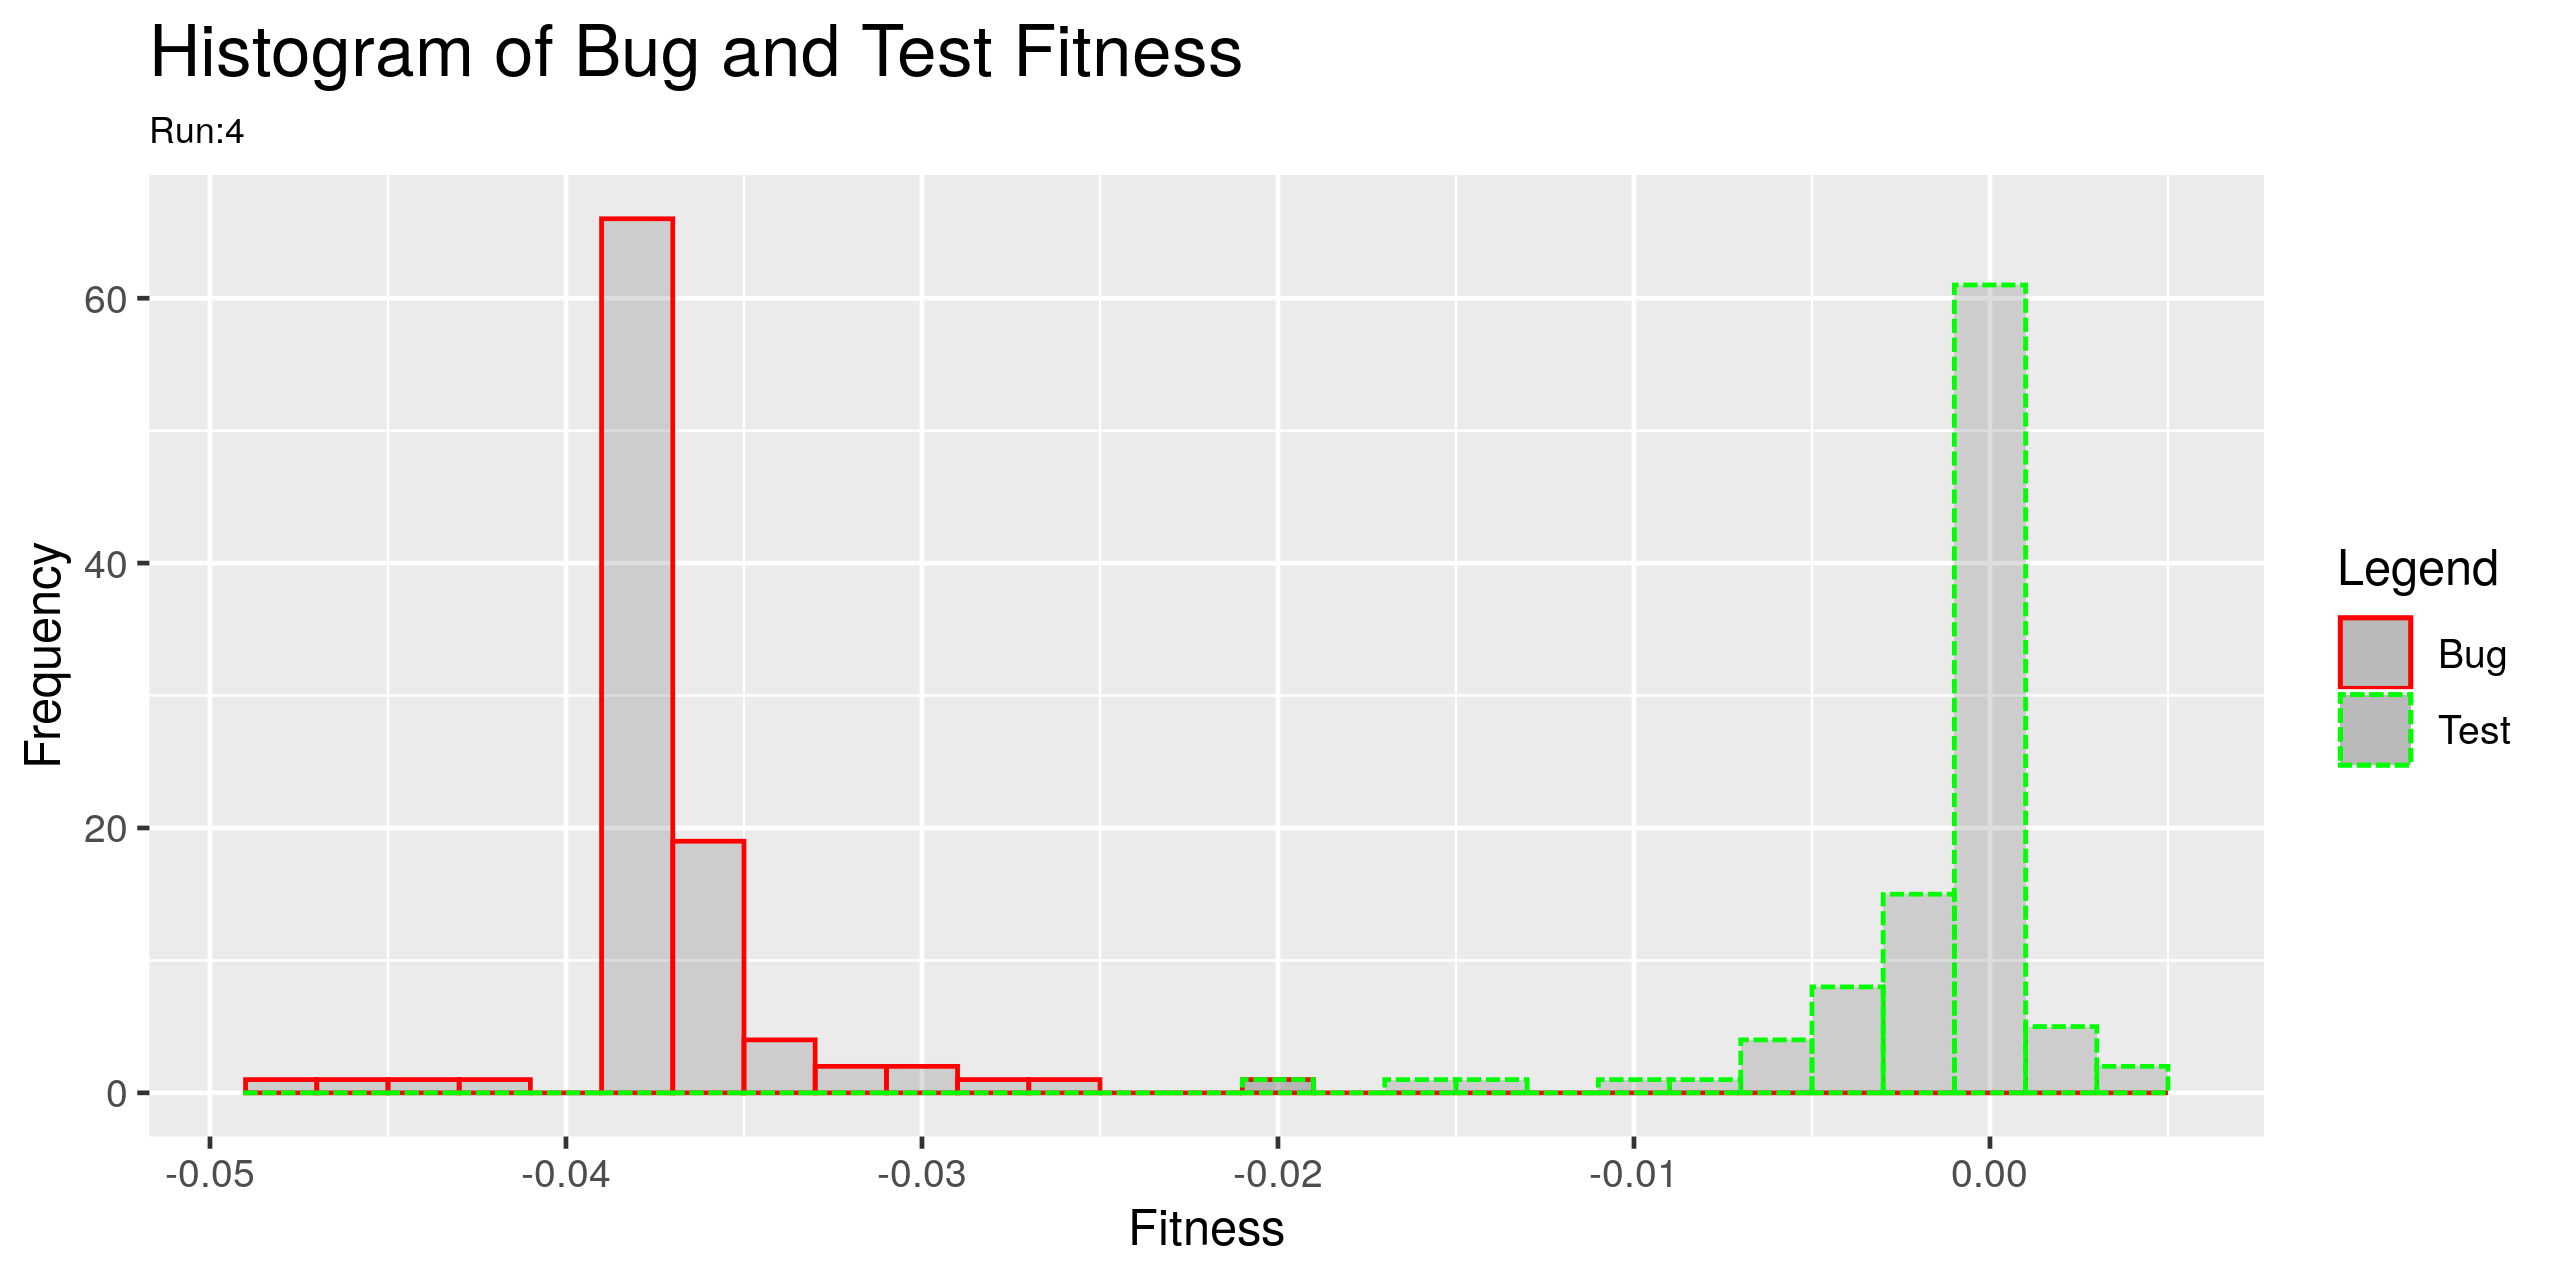 Histogram of Bug and Test Fitness
Run:4
60
40
20
0
Frequency
-0.05 -0.04 -0.03 -0.02 -0.01 0.00
Fitness
Legend
Bug
Test